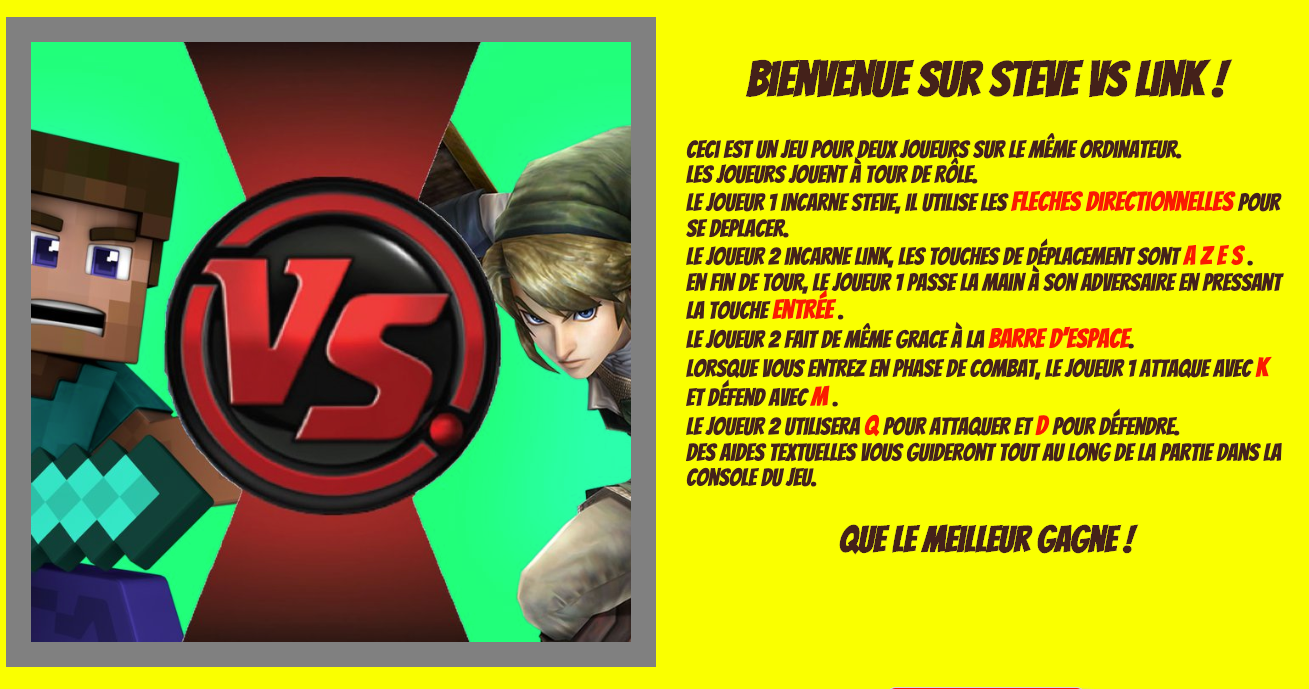 VS
BIENVENUE SUR STEVE VS LINK !
CECI EST UN JEU POUR DEUX JOUEURS SUR LE MÊME ORDINATEUR.
LES JOUEURS JOUENT À TOUR DE RÔLE.
LE JOUEUR 1 INCARNE STEVE, IL UTILISE LES FLECHES DIRECTIONNELLES POUR
SE DEPLACER.
LE JOUEUR 2 INCARNE LINK, LES TOUCHES DE DÉPLACEMENT SONT A Z E S .
EN FIN DE TOUR, LE JOUEUR 1 PASSE LA MAIN À SON ADVERSAIRE EN PRESSANT
LA TOUCHE ENTRÉE .
LE JOUEUR 2 FAIT DE MÊME GRACE À LA BARRE D'ESPACE.
LORSQUE VOUS ENTREZ EN PHASE DE COMBAT, LE JOUEUR 1 ATTAQUE AVEC K
ET DÉFEND AVEC M .
LE JOUEUR 2 UTILISERA Q POUR ATTAQUER ET D POUR DÉFENDRE.
DES AIDES TEXTUELLES VOUS GUIDERONT TOUT AU LONG DE LA PARTIE DANS LA
CONSOLE DU JEU.
QUE LE MEILLEUR GAGNE !